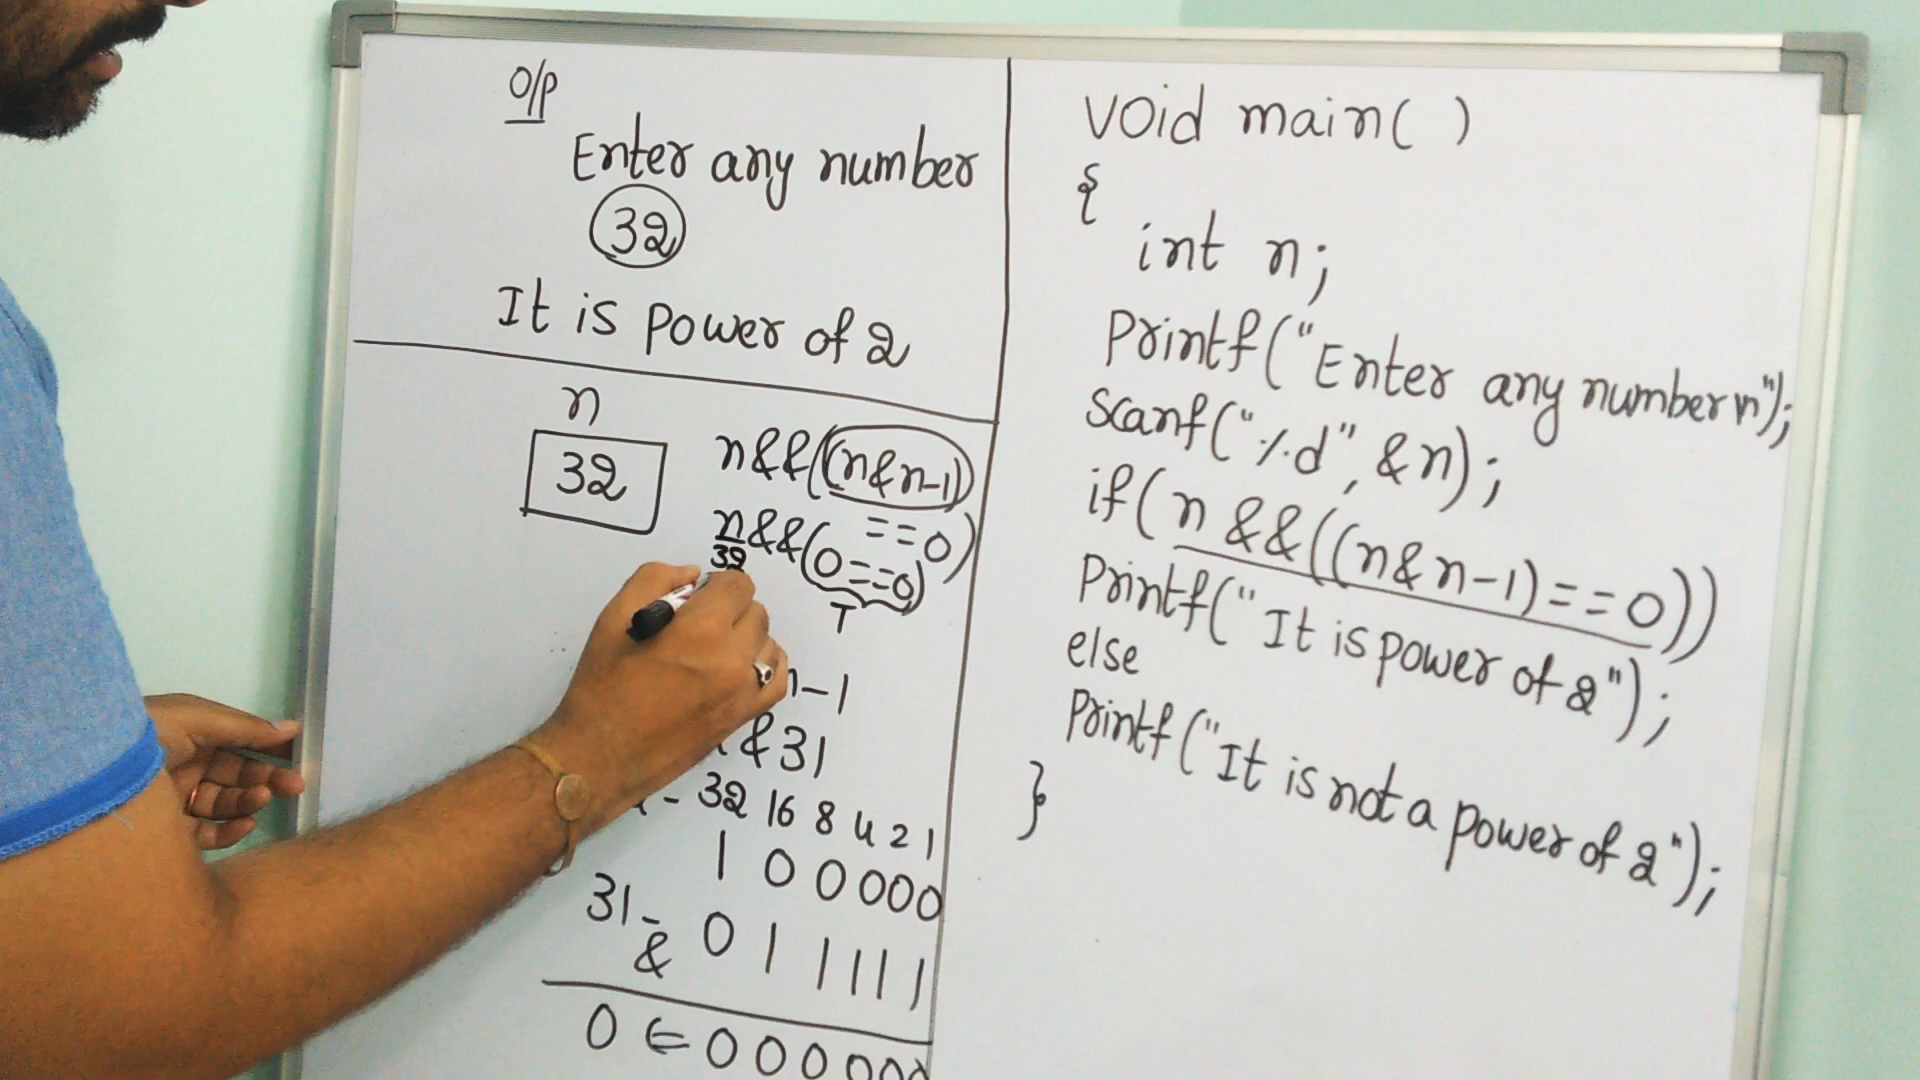 O/P
Enter any number
32
It is power of 2
n
32
n&&((n&n-1)
==0)
n&&(0==0)
32
T
n-1
&31
- 32 16 8 4 2 1
1 0 0 0 0 0
31- 0 1 1 1 1 1
&
0 ⇐ 0 0 0 0 0 0
void main( )
{
int n;
Printf("Enter any number\n");
scanf("%d", &n);
if(n &&((n&n-1)==0))
Printf("It is power of 2");
else
Printf("It is not a power of 2");
}